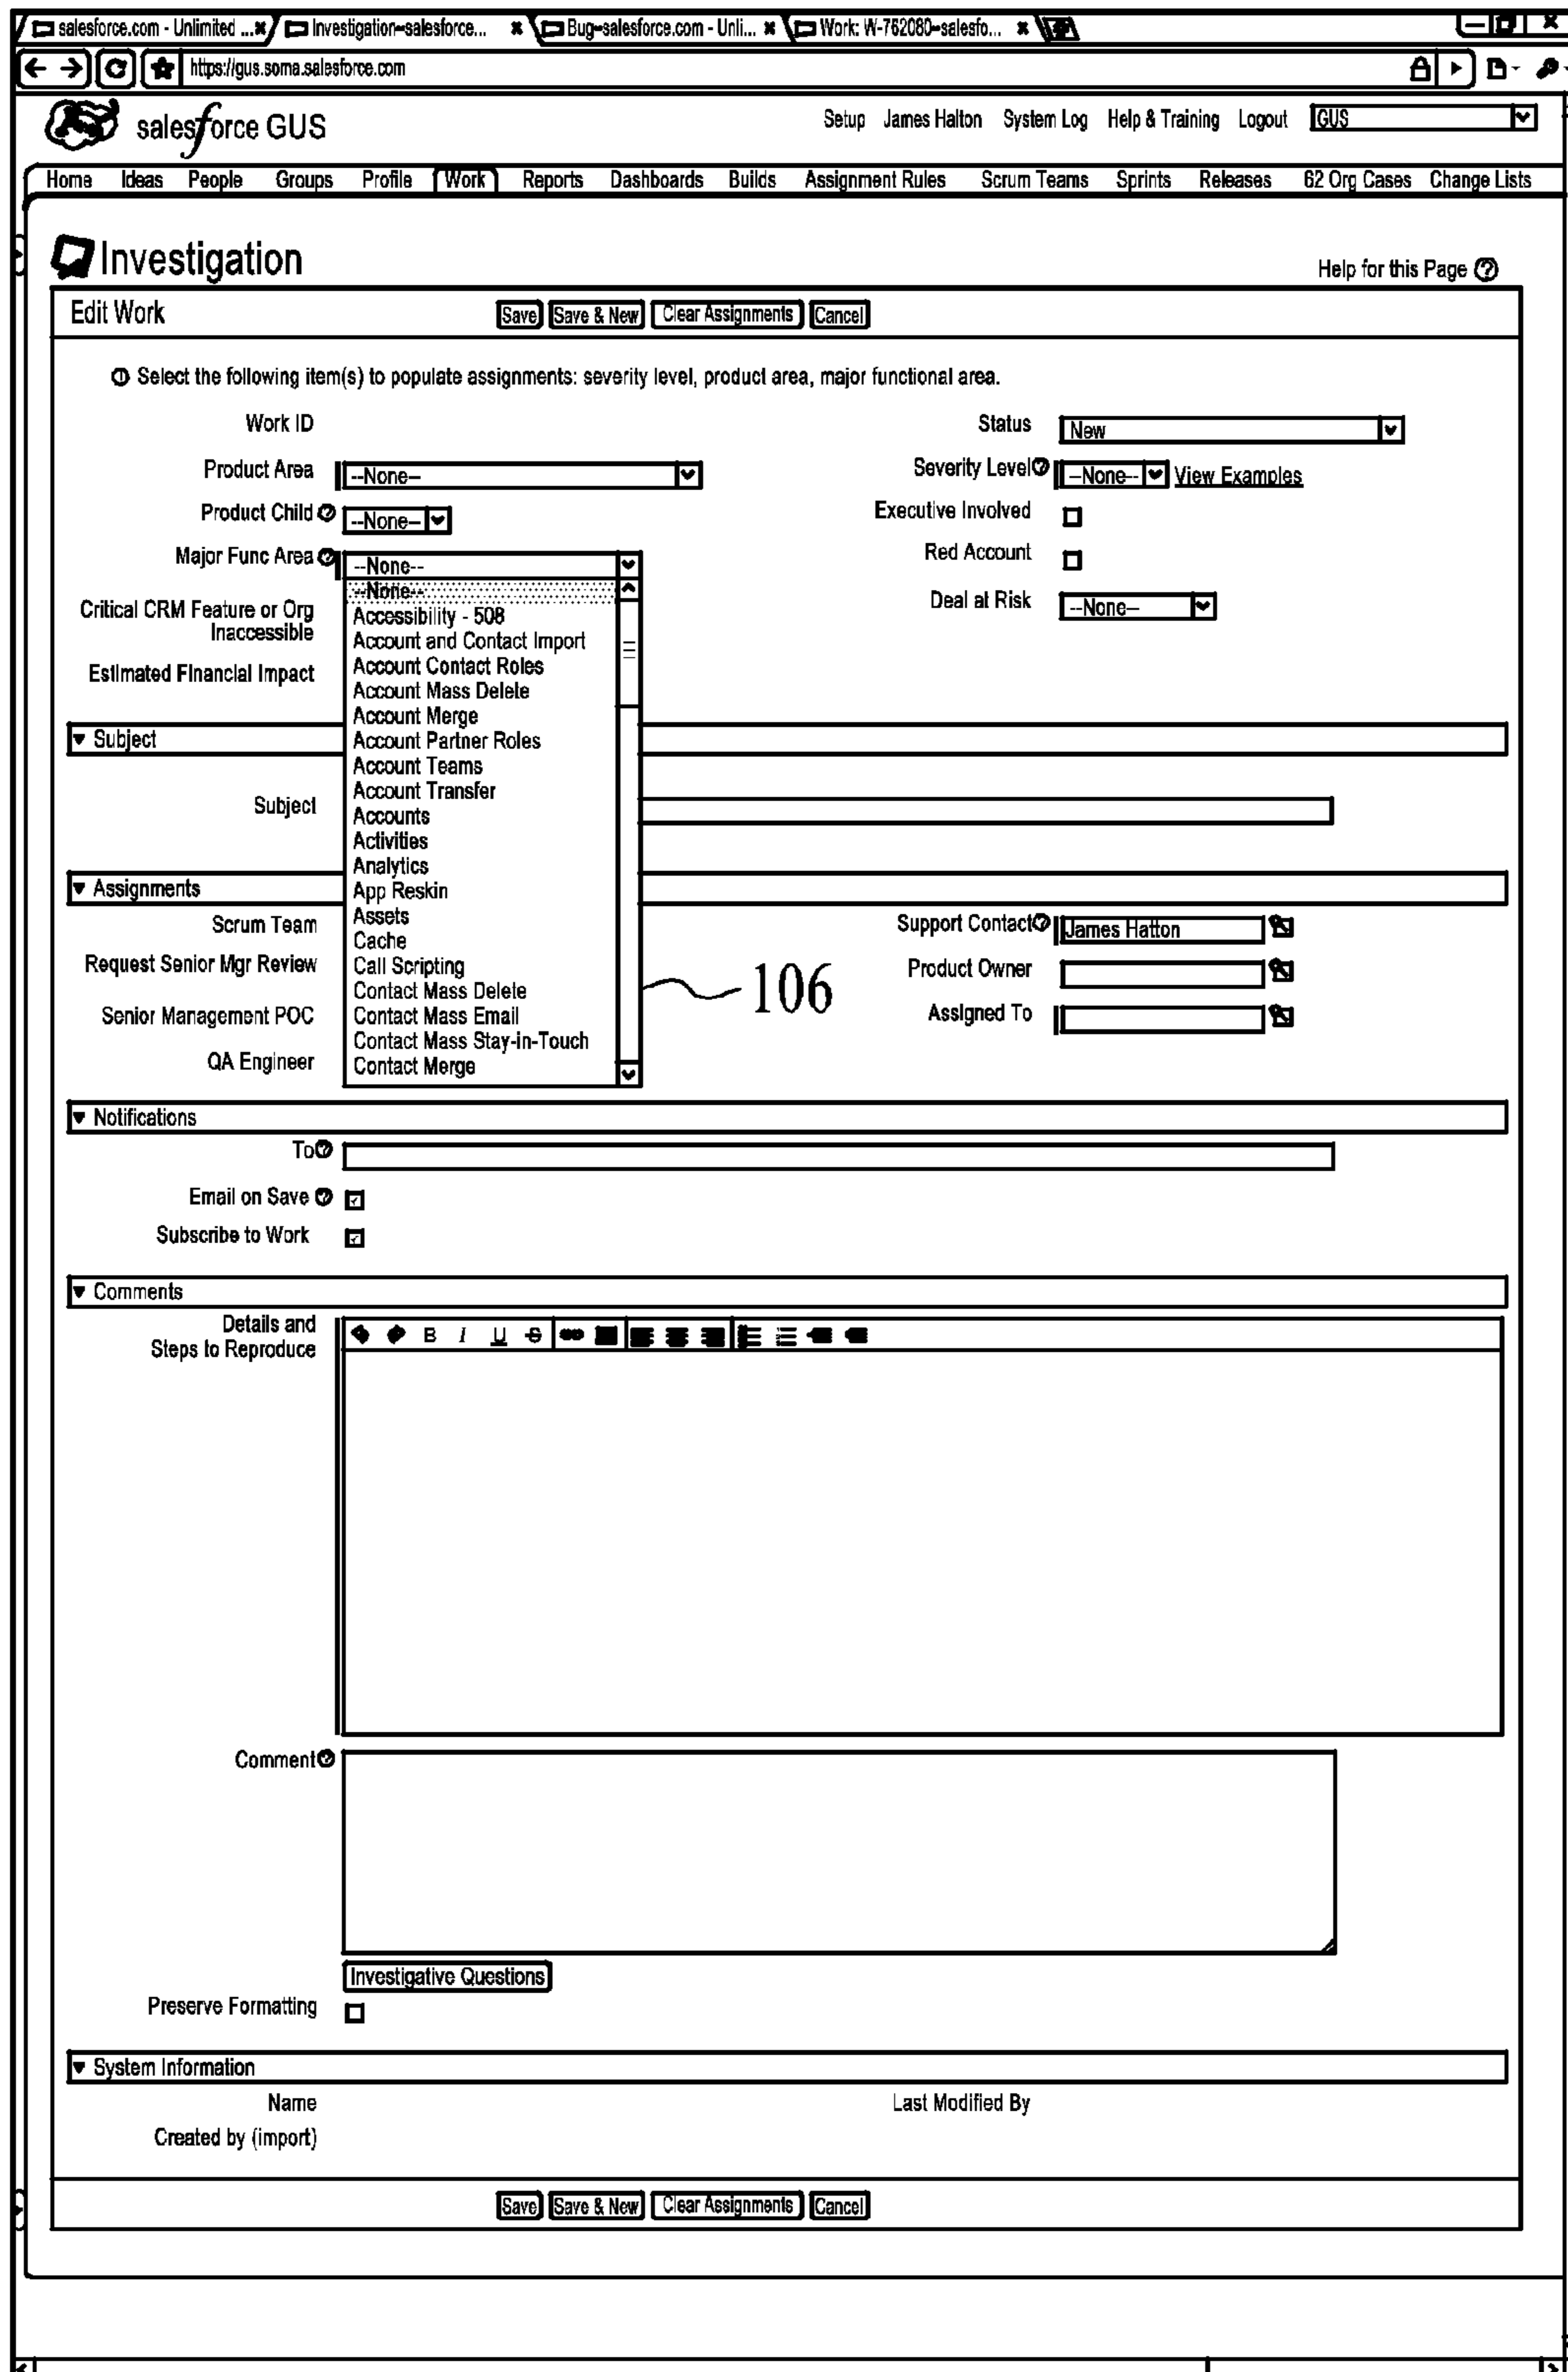 salesforce.com - Unlimited ... Investigation-salesforce... Bug-salesforce.com - Unli... Work: W-762080-salesfo...
https://gus.soma.salesforce.com
salesforce GUS Setup James Halton System Log Help & Training Logout GUS
Home Ideas People Groups Profile Work Reports Dashboards Builds Assignment Rules Scrum Teams Sprints Releases 62 Org Cases Change Lists
Investigation
Help for this Page ?
Edit Work Save Save & New Clear Assignments Cancel
Select the following item(s) to populate assignments: severity level, product area, major functional area.
Work ID Status New
Product Area --None-- Severity Level ? --None-- View Examples
Product Child ? --None-- Executive Involved
Major Func Area ? --None-- Red Account
--None--
Critical CRM Feature or Org Accessibility - 508 Deal at Risk --None--
Inaccessible Account and Contact Import
Account Contact Roles
Estimated Financial Impact Account Mass Delete
Account Merge
Subject Account Partner Roles
Account Teams
Account Transfer
Subject Accounts
Activities
Analytics
Assignments App Reskin
Scrum Team Assets Support Contact ? James Hatton
Cache
Request Senior Mgr Review Call Scripting Product Owner
Contact Mass Delete 106
Senior Management POC Contact Mass Email Assigned To
Contact Mass Stay-in-Touch
QA Engineer Contact Merge
Notifications
To ?
Email on Save ?
Subscribe to Work
Comments
Details and B I U S
Steps to Reproduce
Comment ?
Investigative Questions
Preserve Formatting
System Information
Name Last Modified By
Created by (import)
Save Save & New Clear Assignments Cancel